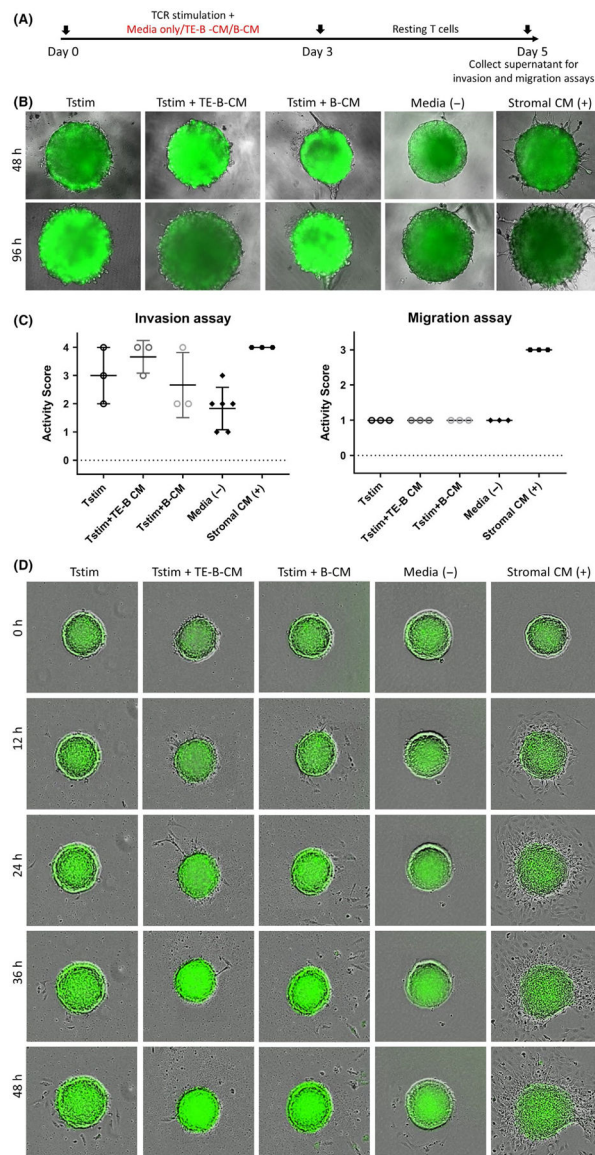 (A)
TCR stimulation +
Media only/TE-B -CM/B-CM
Resting T cells
Day 0
Day 3
Day 5
Collect supernatant for
invasion and migration assays
(B)
Tstim
Tstim + TE-B-CM
Tstim + B-CM
Media (−)
Stromal CM (+)
48 h
96 h
(C)
Invasion assay
Activity Score
4
3
2
1
0
Tstim
Tstim+TE-B CM
Tstim+B-CM
Media (−)
Stromal CM (+)
Migration assay
Activity Score
3
2
1
0
Tstim
Tstim+TE-B CM
Tstim+B-CM
Media (−)
Stromal CM (+)
(D)
Tstim
Tstim + TE-B-CM
Tstim + B-CM
Media (−)
Stromal CM (+)
0 h
12 h
24 h
36 h
48 h